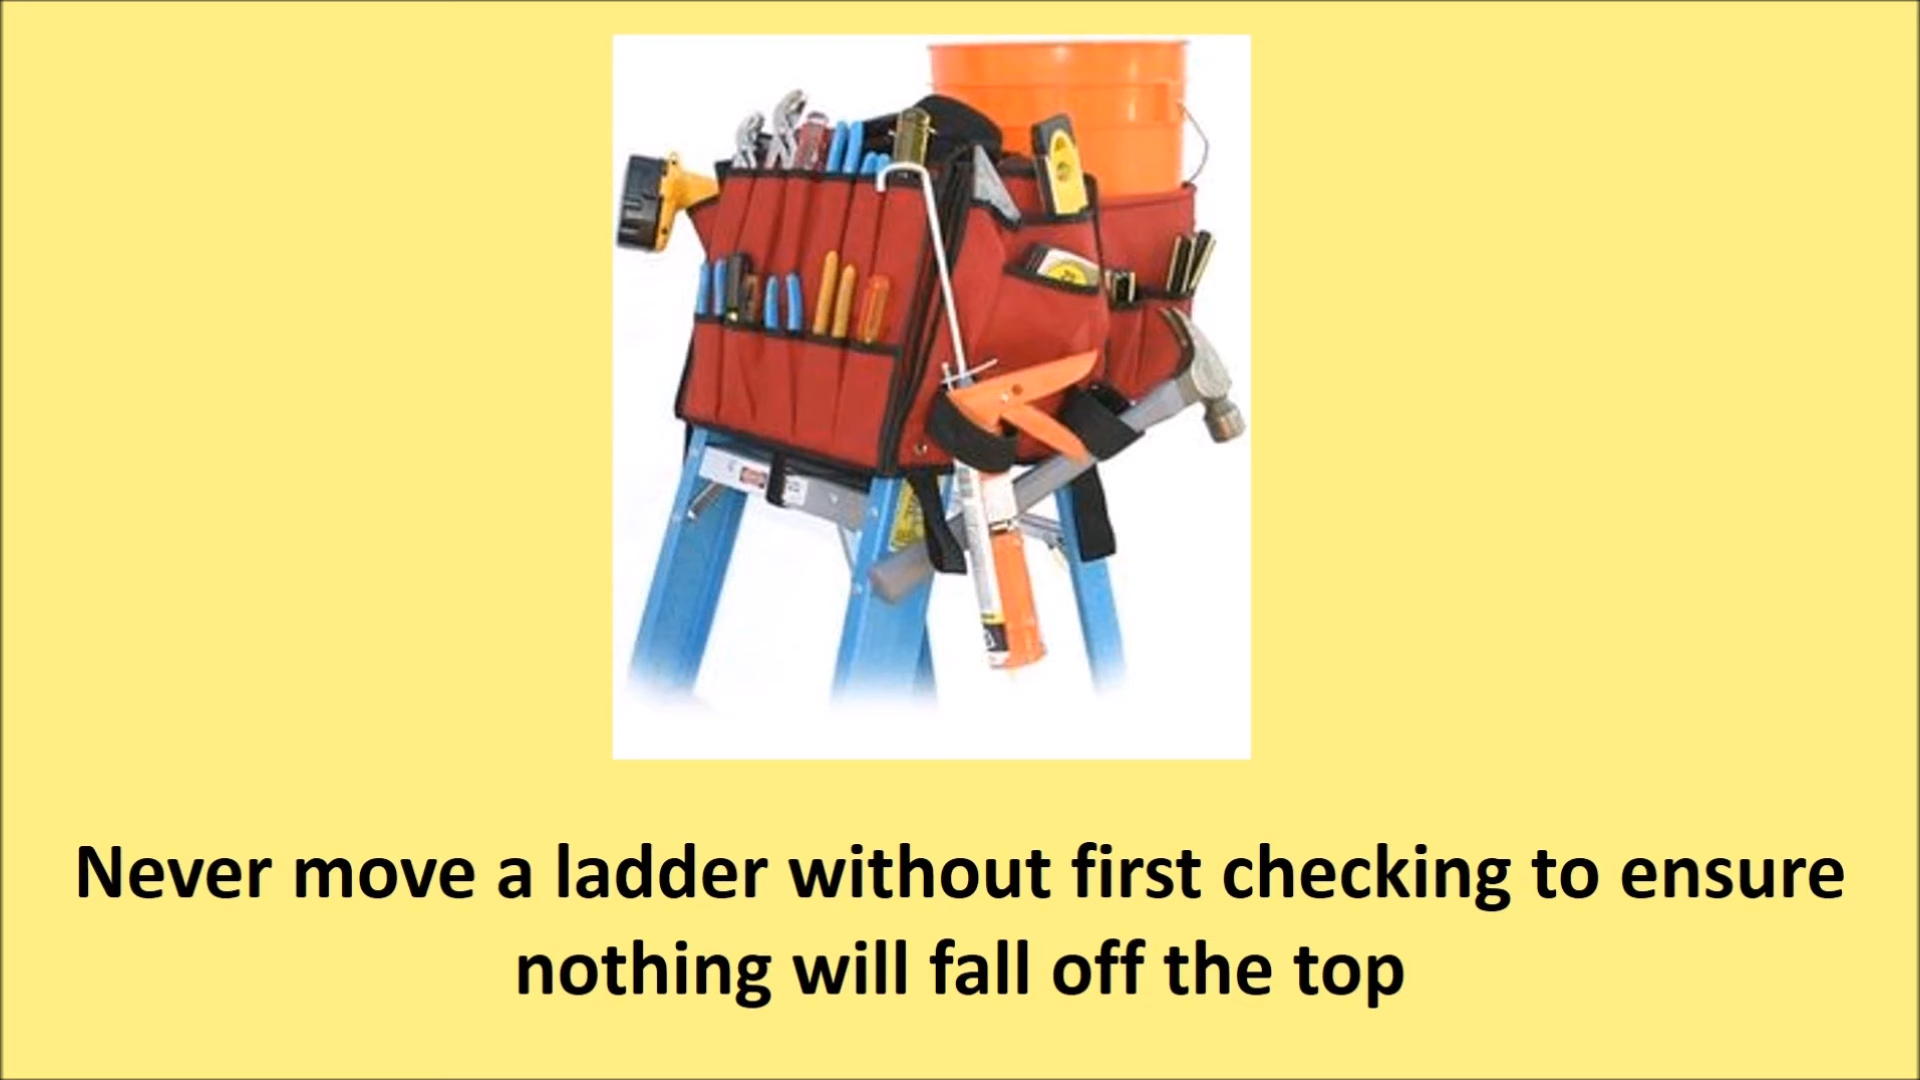 Never move a ladder without first checking to ensure
nothing will fall off the top